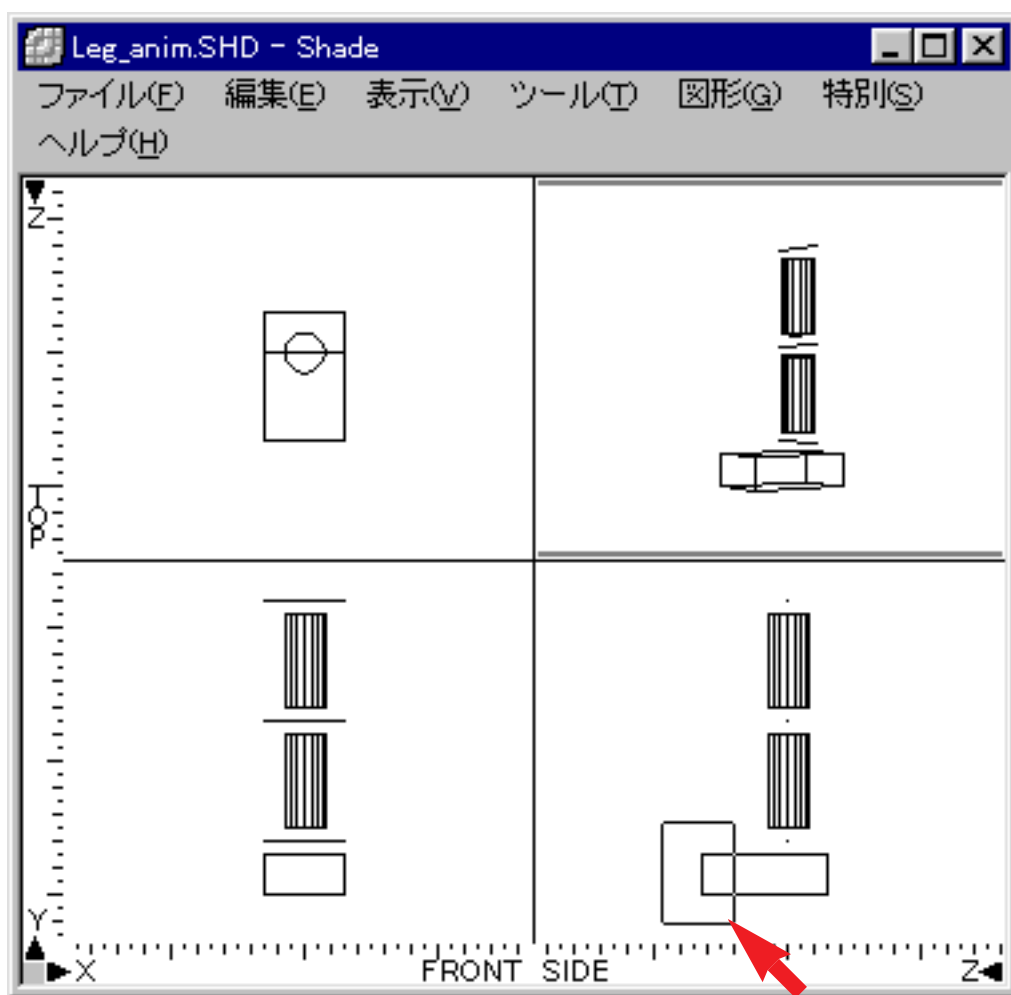 Leg_anim.SHD - Shade
ファイル(F) 編集(E) 表示(V) ツール(T) 図形(G) 特別(S)
ヘルプ(H)
Z
TOP
Y
X FRONT SIDE Z